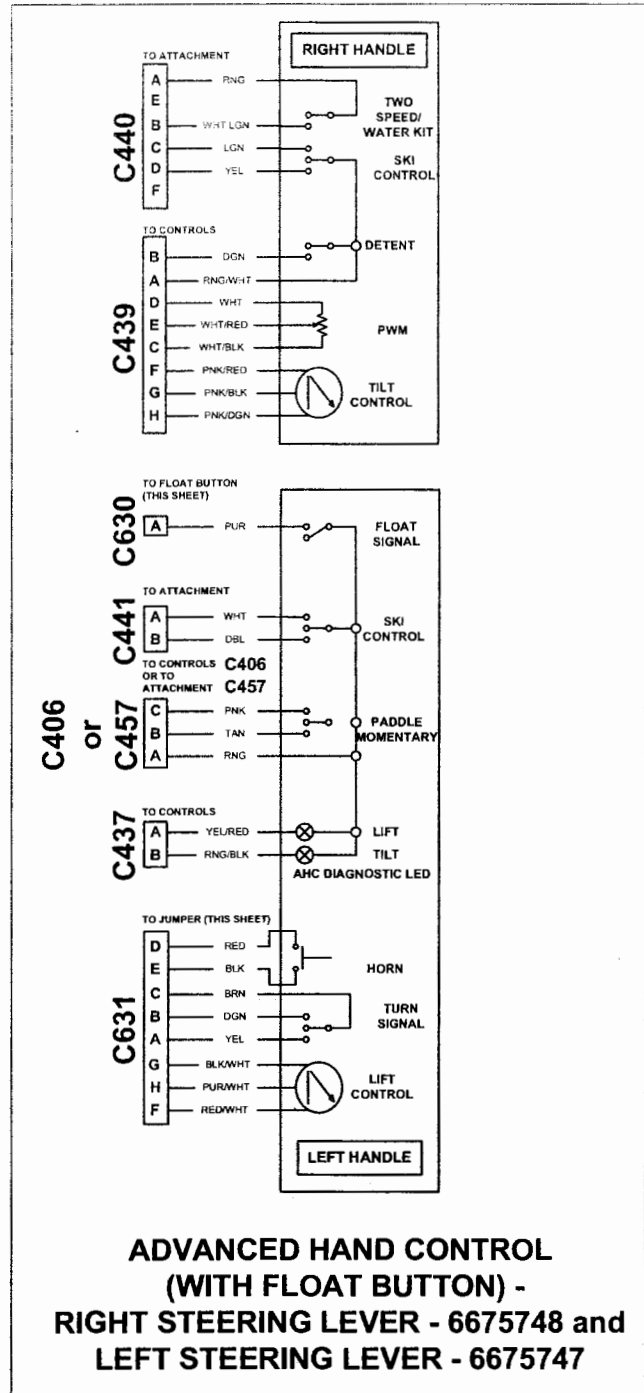 RIGHT HANDLE
TO ATTACHMENT
C440
A RNG
E
B WHT LGN
C LGN
D YEL
F
TWO
SPEED/
WATER KIT
SKI
CONTROL
TO CONTROLS
C439
B DGN
A RNG/WHT
D WHT
E WHT/RED
C WHT/BLK
F PNK/RED
G PNK/BLK
H PNK/DGN
DETENT
PWM
TILT
CONTROL
TO FLOAT BUTTON
(THIS SHEET)
C630
A PUR
FLOAT
SIGNAL
TO ATTACHMENT
C441
A WHT
B DBL
SKI
CONTROL
TO CONTROLS C406
OR TO
ATTACHMENT C457
C406
or
C457
C PNK
B TAN
A RNG
PADDLE
MOMENTARY
TO CONTROLS
C437
A YEL/RED
B RNG/BLK
LIFT
TILT
AHC DIAGNOSTIC LED
TO JUMPER (THIS SHEET)
C631
D RED
E BLK
C BRN
B DGN
A YEL
G BLK/WHT
H PUR/WHT
F RED/WHT
HORN
TURN
SIGNAL
LIFT
CONTROL
LEFT HANDLE
ADVANCED HAND CONTROL
(WITH FLOAT BUTTON) -
RIGHT STEERING LEVER - 6675748 and
LEFT STEERING LEVER - 6675747